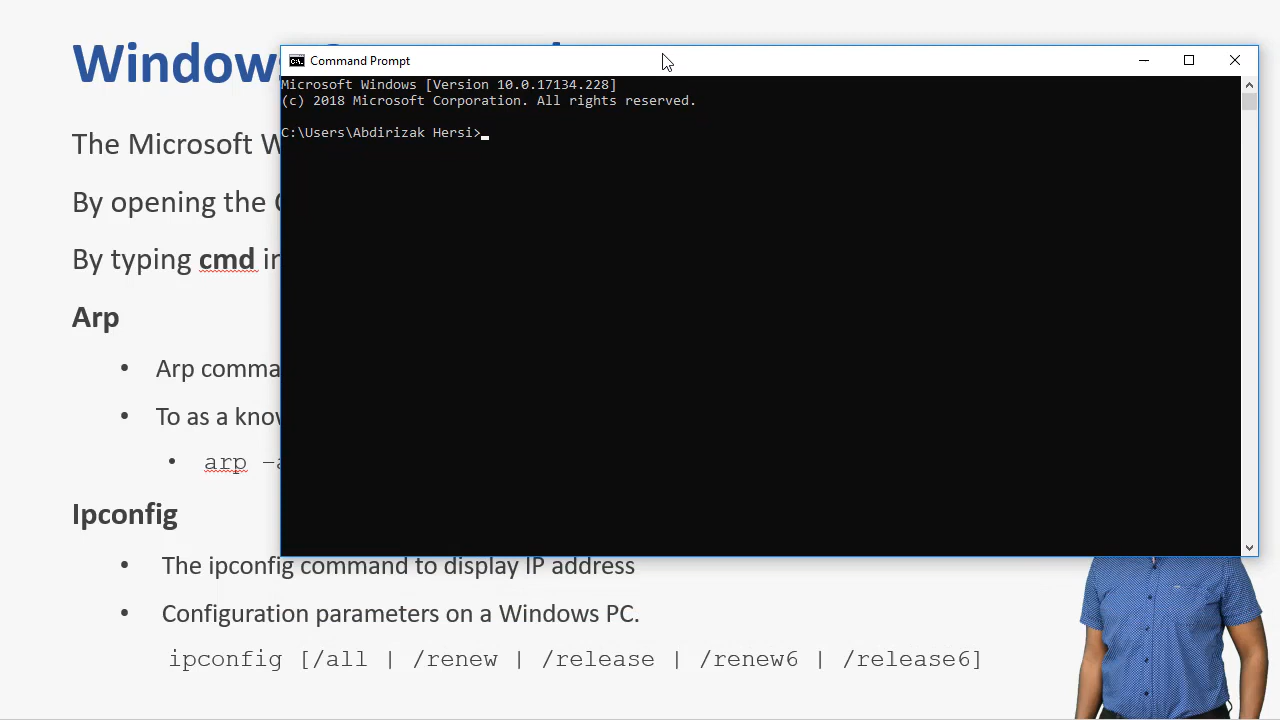 Windows
Command Prompt
Microsoft Windows [Version 10.0.17134.228]
(c) 2018 Microsoft Corporation. All rights reserved.
C:\Users\Abdirizak Hersi>
The Microsoft W
By opening the
By typing cmd in
Arp
• Arp comma
• To as a know
• arp –a
Ipconfig
• The ipconfig command to display IP address
• Configuration parameters on a Windows PC.
ipconfig [/all | /renew | /release | /renew6 | /release6]